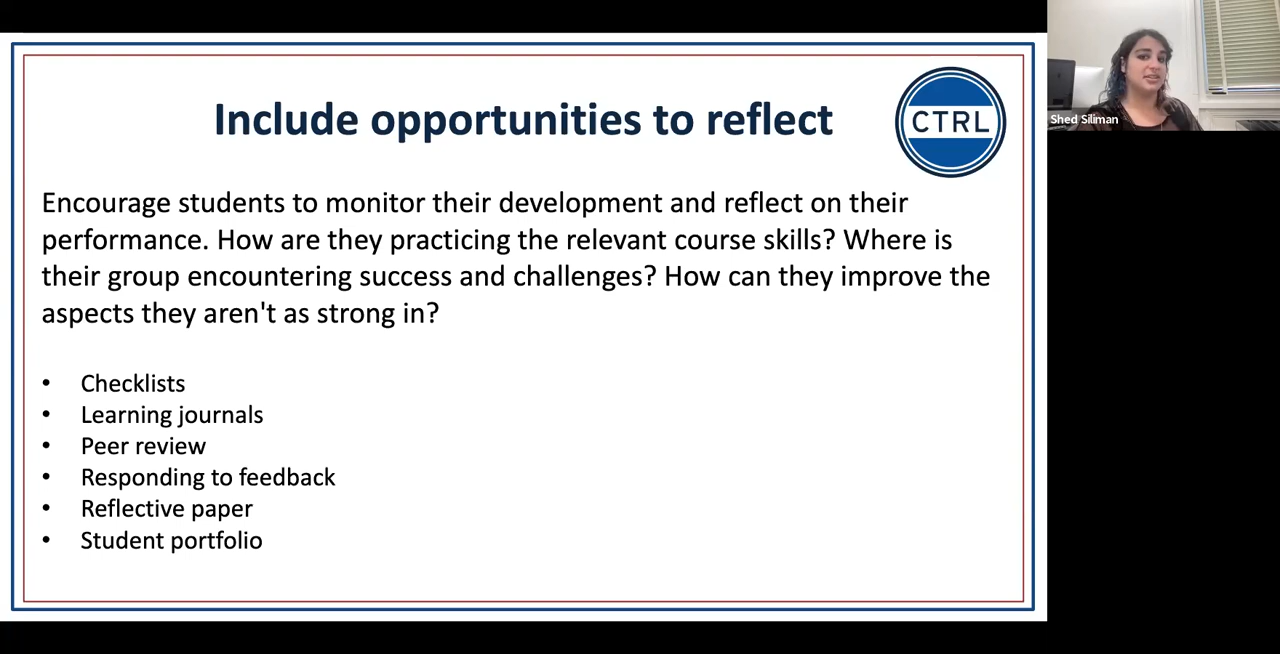 Include opportunities to reflect
CTRL
Shed Siliman
Encourage students to monitor their development and reflect on their
performance. How are they practicing the relevant course skills? Where is
their group encountering success and challenges? How can they improve the
aspects they aren't as strong in?
• Checklists
• Learning journals
• Peer review
• Responding to feedback
• Reflective paper
• Student portfolio